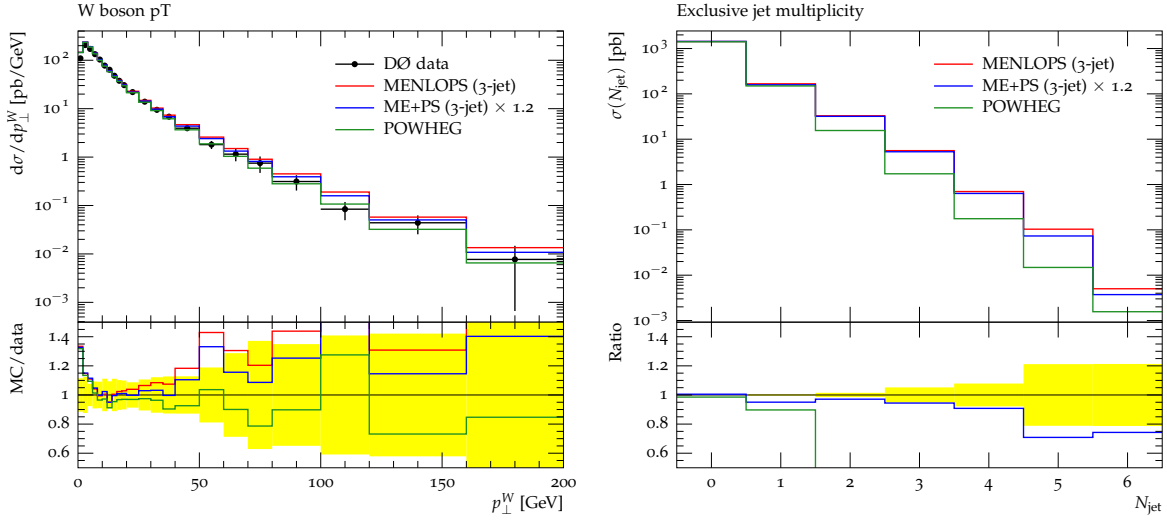 W boson pT
DØ data
MENLOPS (3-jet)
ME+PS (3-jet) × 1.2
POWHEG
10^2
10^1
1
10^−1
10^−2
10^−3
dσ/dp_⊥^W [pb/GeV]
1.4
1.2
1
0.8
0.6
MC/data
0 50 100 150 200
p_⊥^W [GeV]
Exclusive jet multiplicity
MENLOPS (3-jet)
ME+PS (3-jet) × 1.2
POWHEG
10^3
10^2
10^1
1
10^−1
10^−2
10^−3
σ(N_jet) [pb]
1.4
1.2
1
0.8
0.6
Ratio
0 1 2 3 4 5 6
N_jet